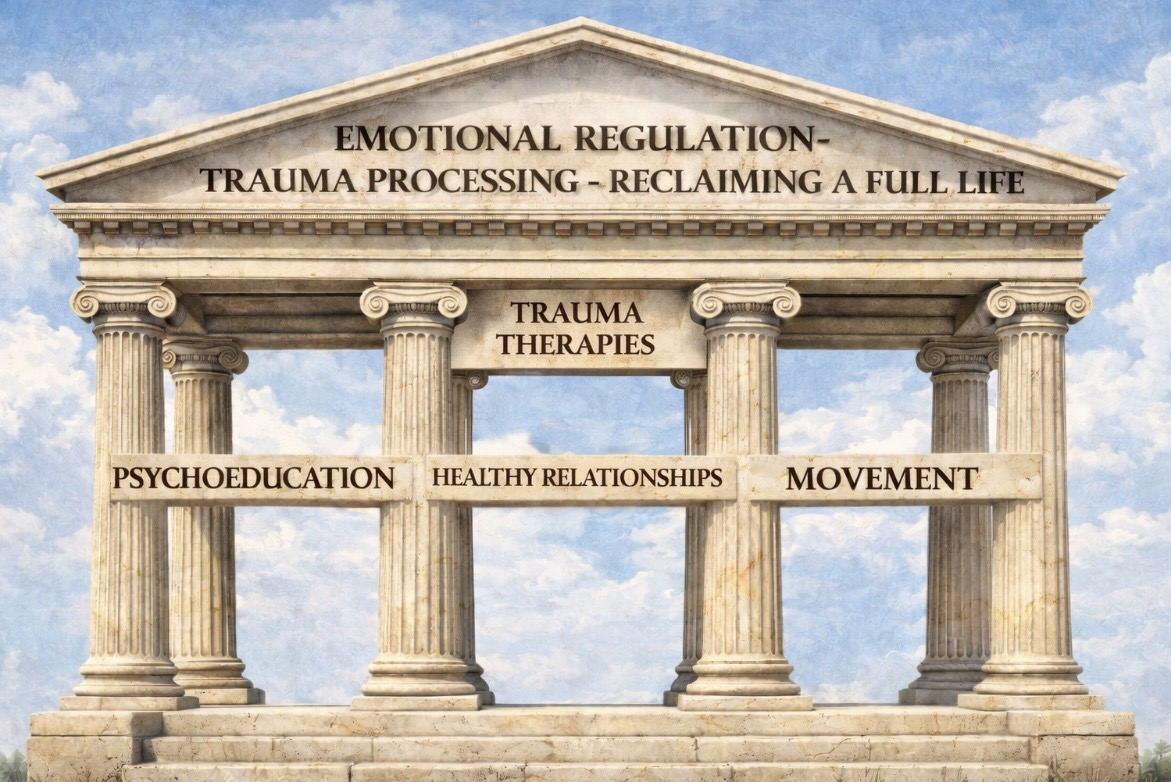 EMOTIONAL REGULATION-
TRAUMA PROCESSING - RECLAIMING A FULL LIFE
TRAUMA
THERAPIES
PSYCHOEDUCATION
HEALTHY RELATIONSHIPS
MOVEMENT